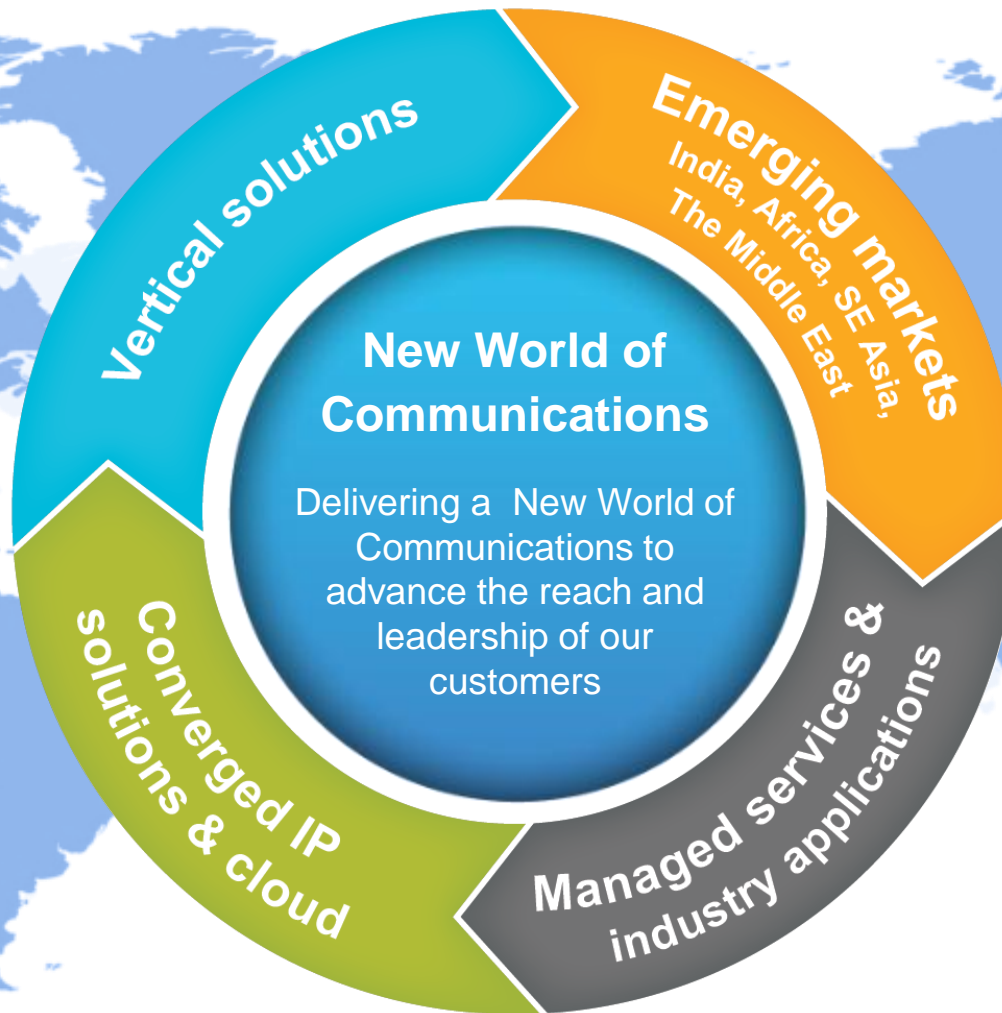 Vertical solutions
Emerging markets
India, Africa, SE Asia,
The Middle East
New World of
Communications
Delivering a  New World of
Communications to
advance the reach and
leadership of our
customers
Converged IP
solutions & cloud
Managed services &
industry applications